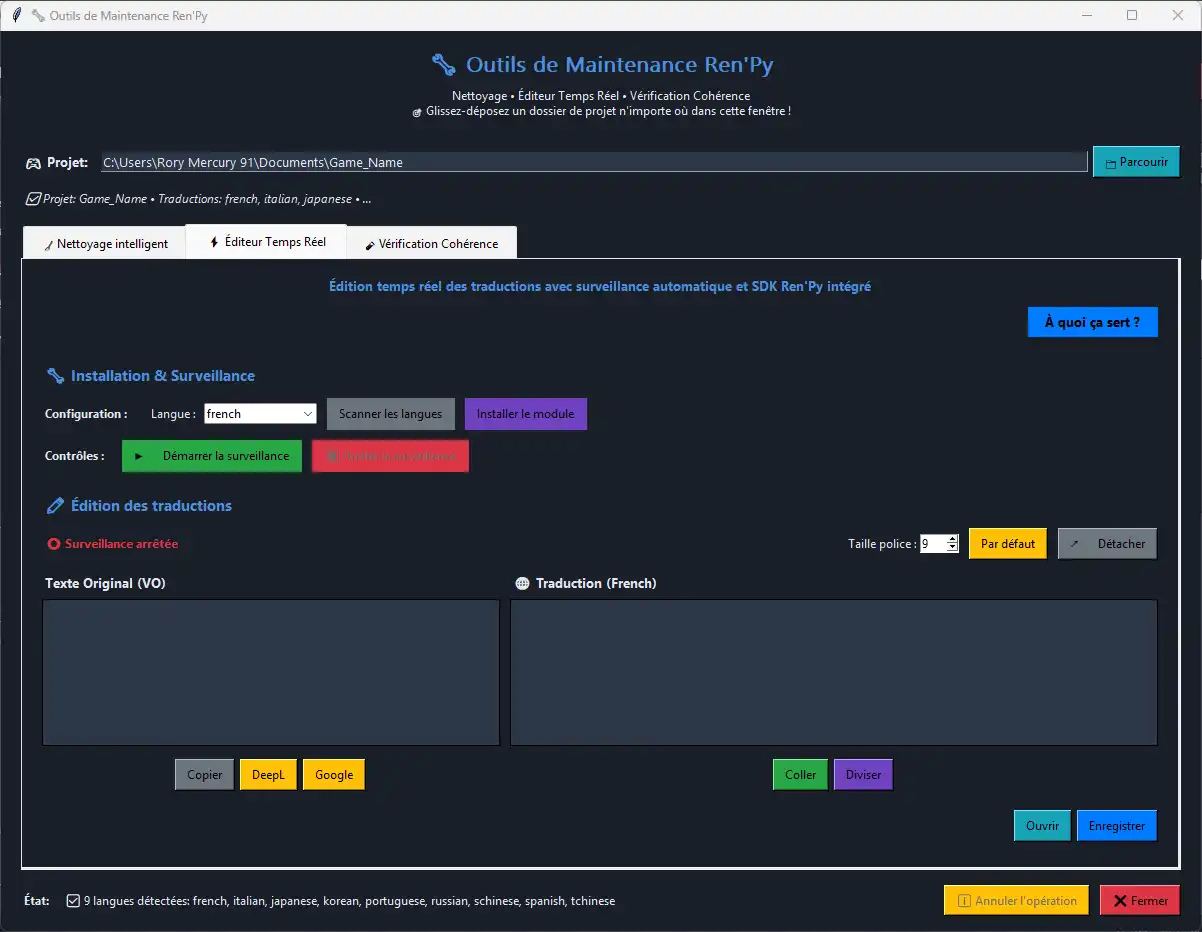 Outils de Maintenance Ren'Py
Outils de Maintenance Ren'Py
Nettoyage • Éditeur Temps Réel • Vérification Cohérence
Glissez-déposez un dossier de projet n'importe où dans cette fenêtre !
Projet: C:\Users\Rory Mercury 91\Documents\Game_Name Parcourir
Projet: Game_Name • Traductions: french, italian, japanese • ...
Nettoyage intelligent Éditeur Temps Réel Vérification Cohérence
Édition temps réel des traductions avec surveillance automatique et SDK Ren'Py intégré
À quoi ça sert ?
Installation & Surveillance
Configuration : Langue : french Scanner les langues Installer le module
Contrôles : Démarrer la surveillance
Édition des traductions
Surveillance arrêtée Taille police : 9 Par défaut Détacher
Texte Original (VO) Traduction (French)
Copier DeepL Google Coller Diviser
Ouvrir Enregistrer
État: 9 langues détectées: french, italian, japanese, korean, portuguese, russian, schinese, spanish, tchinese Annuler l'opération Fermer